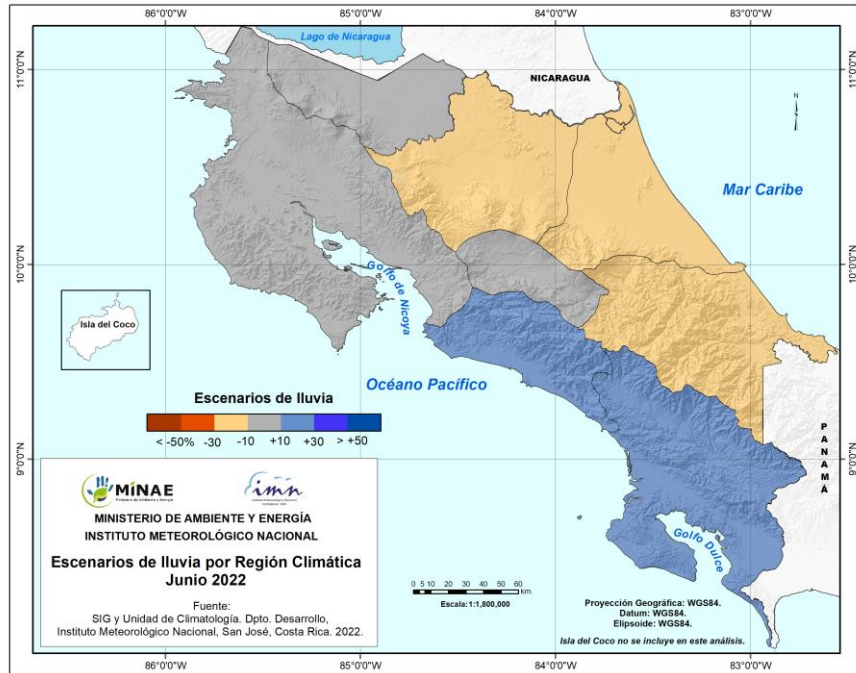 86°0'0"W
85°0'0"W
84°0'0"W
83°0'0"W
Lago de Nicaragua
11°0'0"N
11°0'0"N
NICARAGUA
N
Mar Caribe
10°0'0"N
10°0'0"N
Golfo de Nicoya
Isla del Coco
Océano Pacífico
Escenarios de lluvia
< -50% -30 -10 +10 +30 > +50
PANAMÁ
9°0'0"N
9°0'0"N
MINAE
Ministerio de Ambiente y Energía
imn
MINISTERIO DE AMBIENTE Y ENERGÍA
INSTITUTO METEOROLÓGICO NACIONAL
Escenarios de lluvia por Región Climática
Junio 2022
Fuente:
SIG y Unidad de Climatología. Dpto. Desarrollo,
Instituto Meteorológico Nacional, San José, Costa Rica. 2022.
Golfo Dulce
0 5 10 20 30 40 50 60
km.
Escala:1:1,800,000
Proyección Geográfica: WGS84.
Datum: WGS84.
Elipsoide: WGS84.
Isla del Coco no se incluye en este análisis.
86°0'0"W
85°0'0"W
84°0'0"W
83°0'0"W